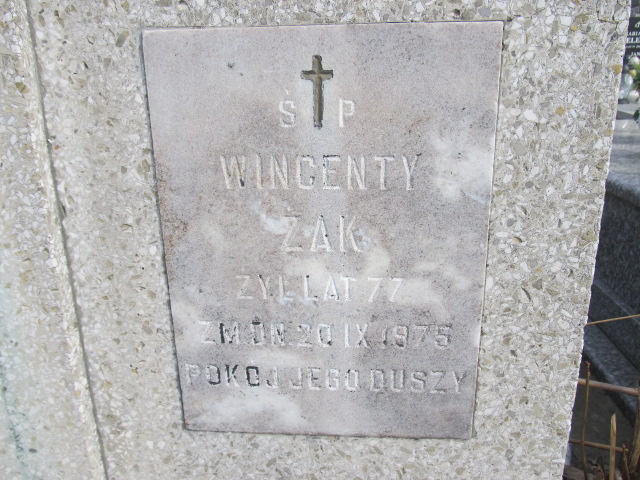 Ś P
WINCENTY
ŻAK
ŻYŁ LAT 77
ZM DN 20 IX 1975
POKÓJ JEGO DUSZY